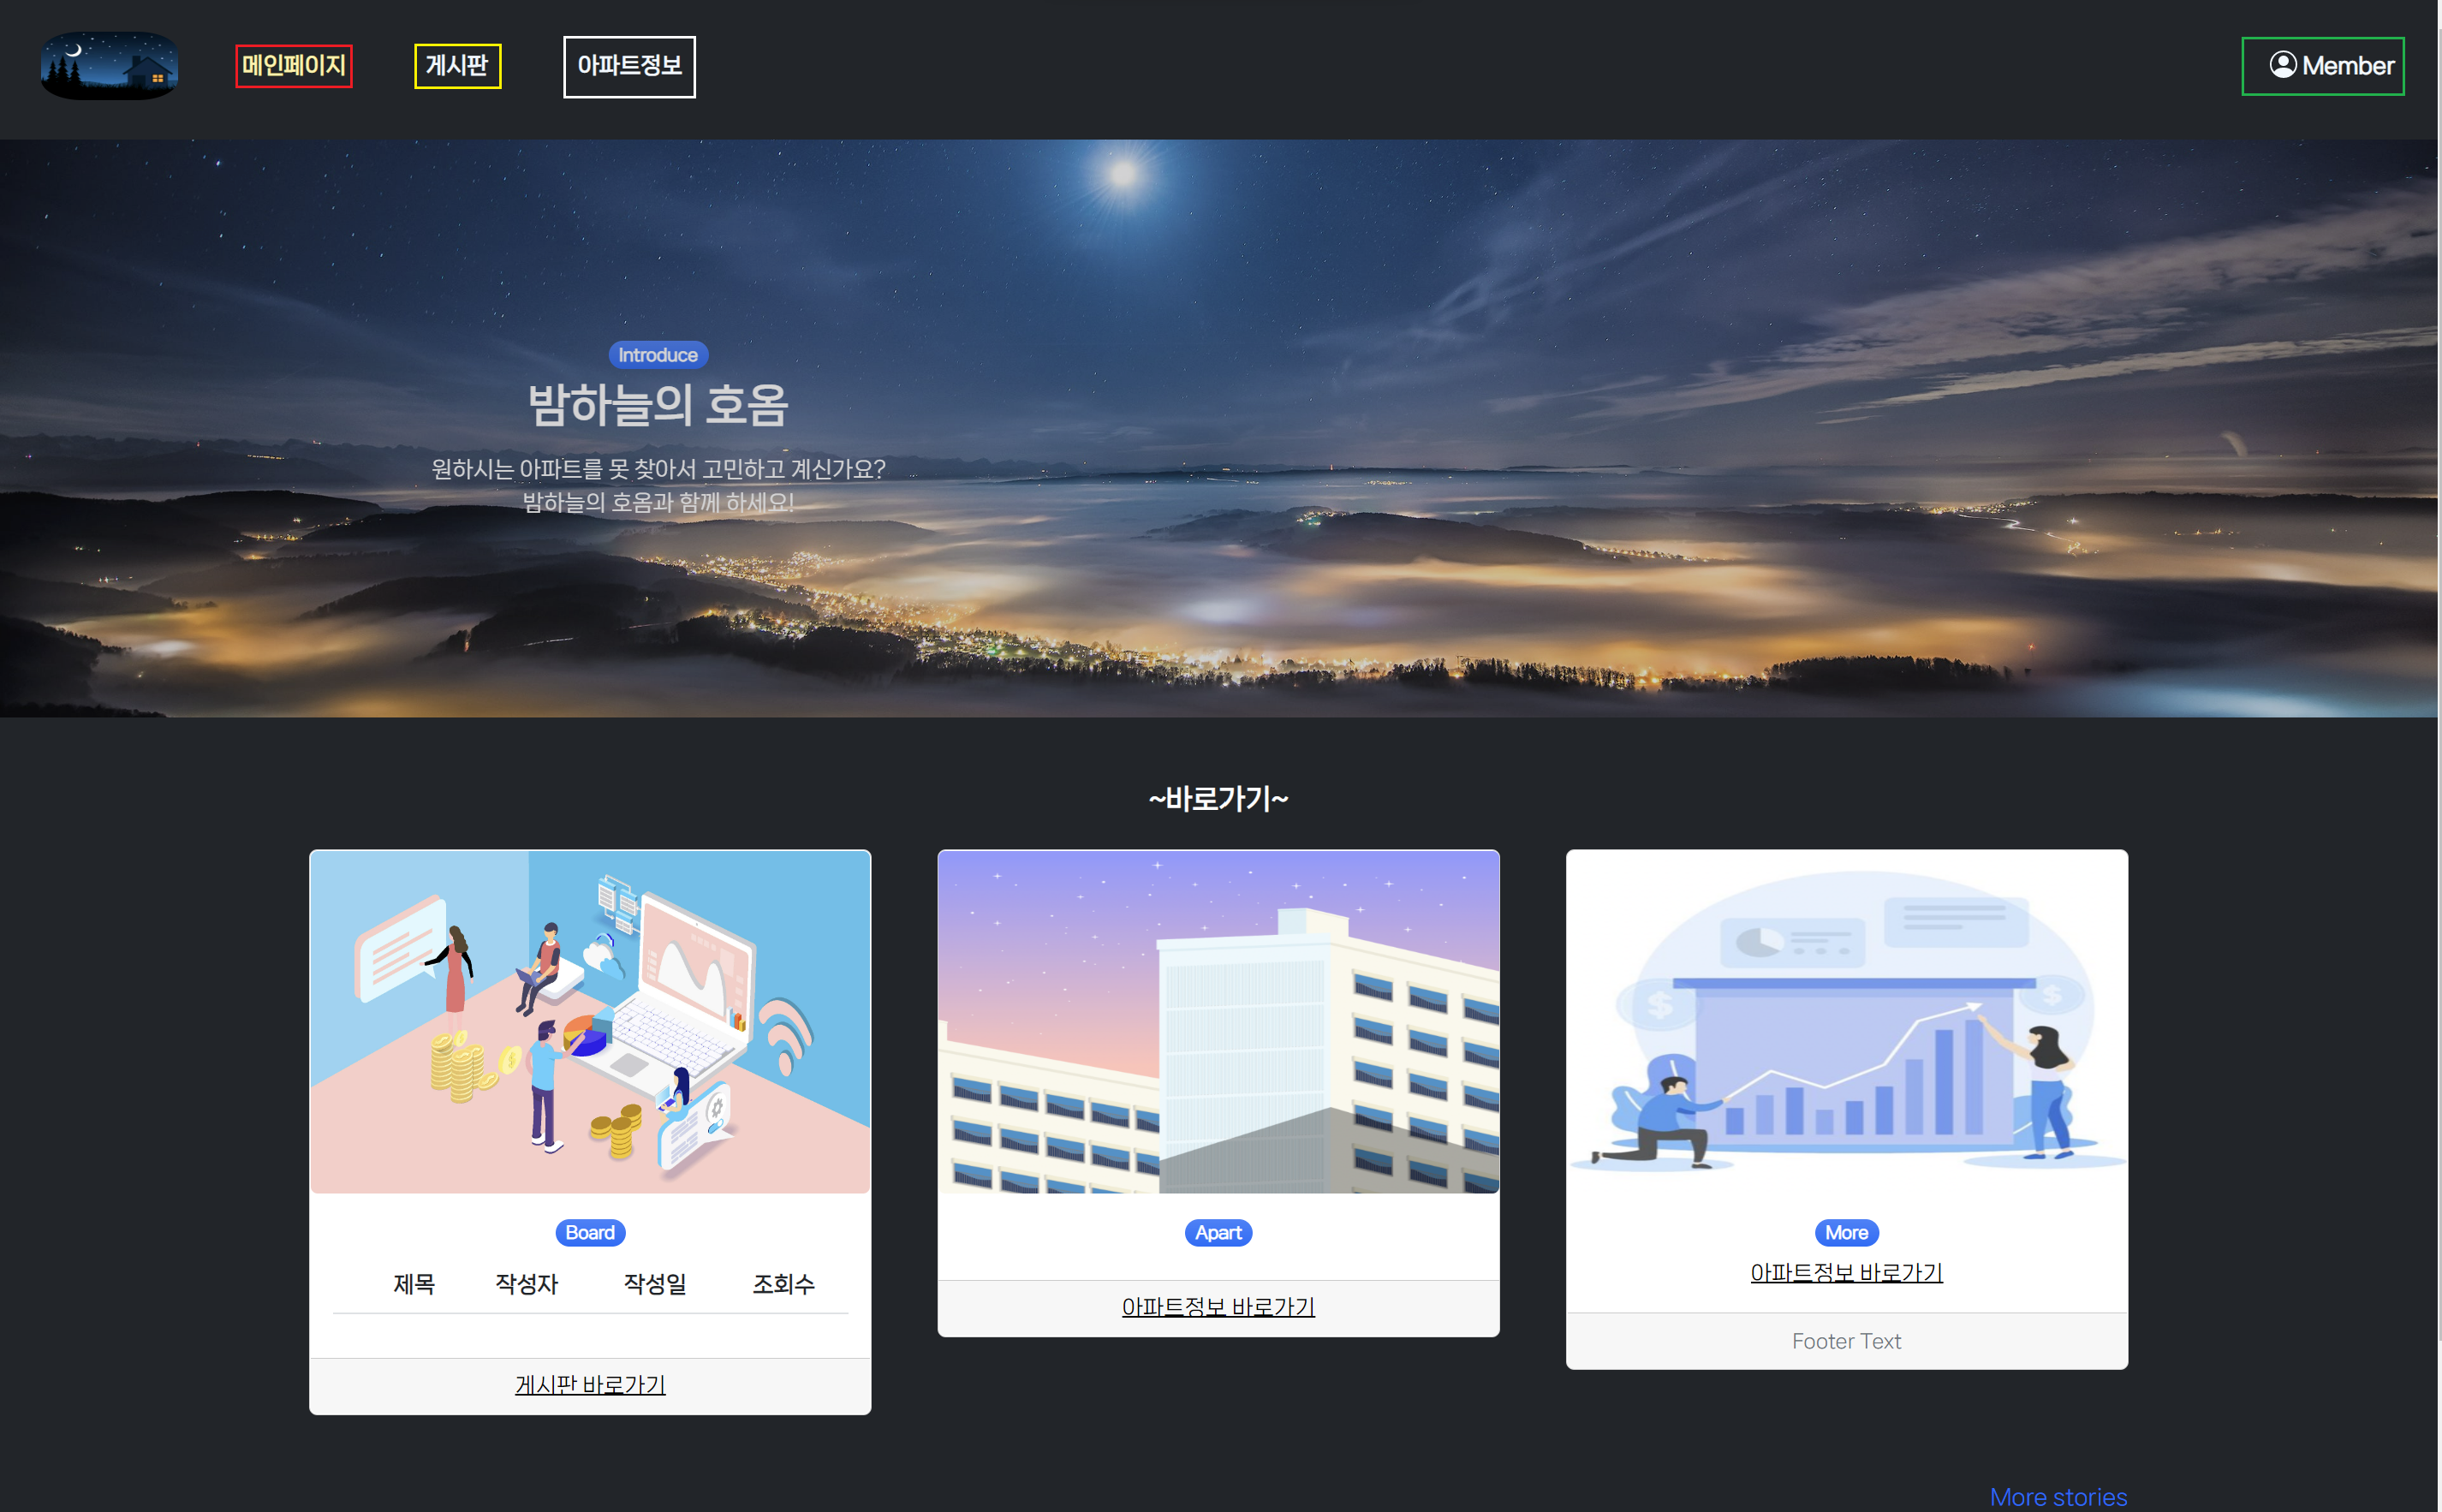 메인페이지
게시판
아파트정보
Member
Introduce
밤하늘의 호옴
원하시는 아파트를 못 찾아서 고민하고 계신가요?
밤하늘의 호옴과 함께 하세요!
~바로가기~
Board
제목 작성자 작성일 조회수
게시판 바로가기
Apart
아파트정보 바로가기
More
아파트정보 바로가기
Footer Text
More stories